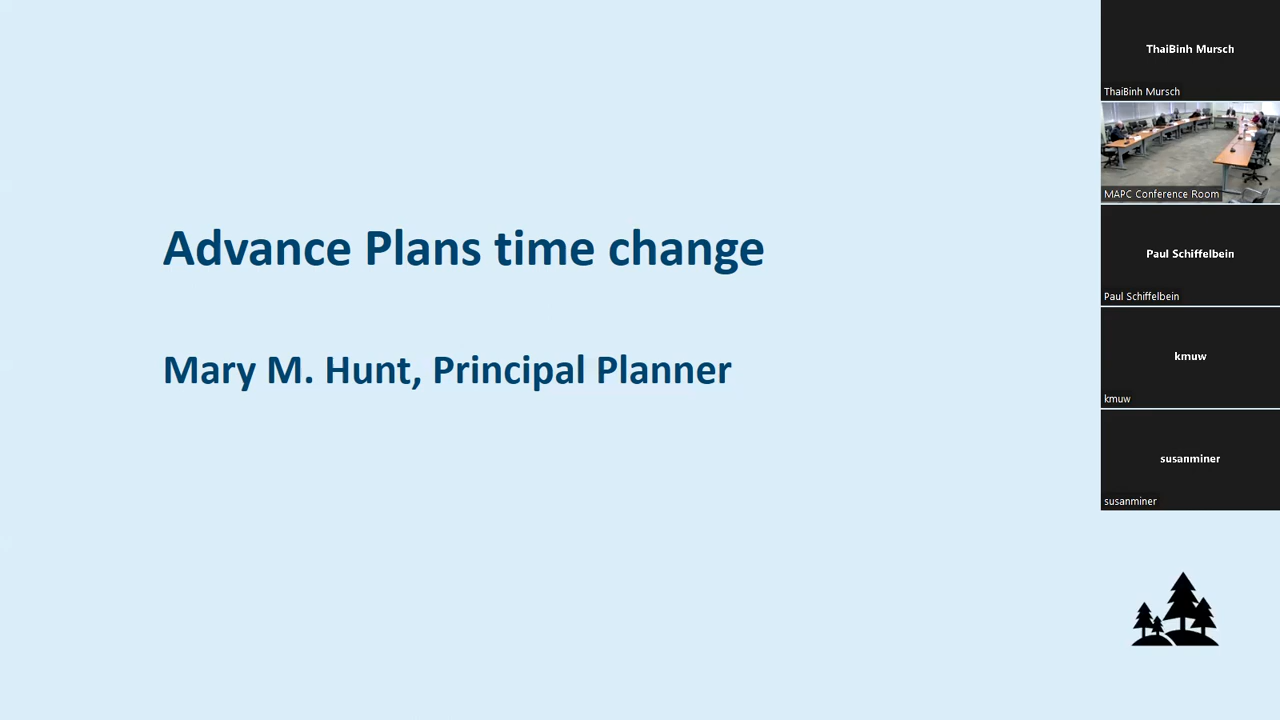 Advance Plans time change
Mary M. Hunt, Principal Planner
ThaiBinh Mursch
ThaiBinh Mursch
MAPC Conference Room
Paul Schiffelbein
Paul Schiffelbein
kmuw
kmuw
susanminer
susanminer